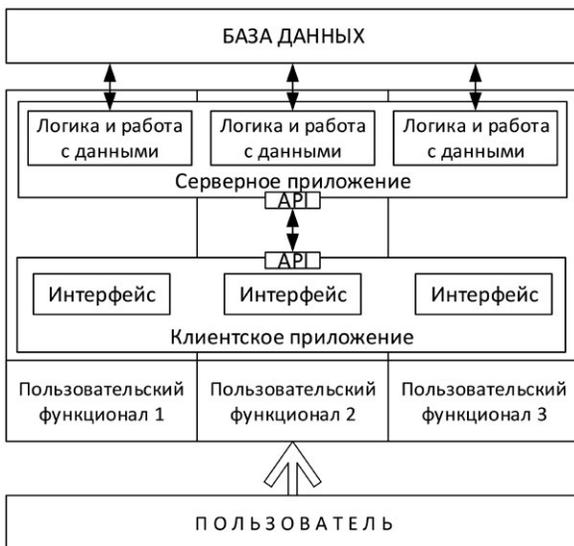 БАЗА ДАННЫХ
Логика и работа
с данными
Логика и работа
с данными
Логика и работа
с данными
Серверное приложение
API
API
Интерфейс
Интерфейс
Интерфейс
Клиентское приложение
Пользовательский
функционал 1
Пользовательский
функционал 2
Пользовательский
функционал 3
ПОЛЬЗОВАТЕЛЬ